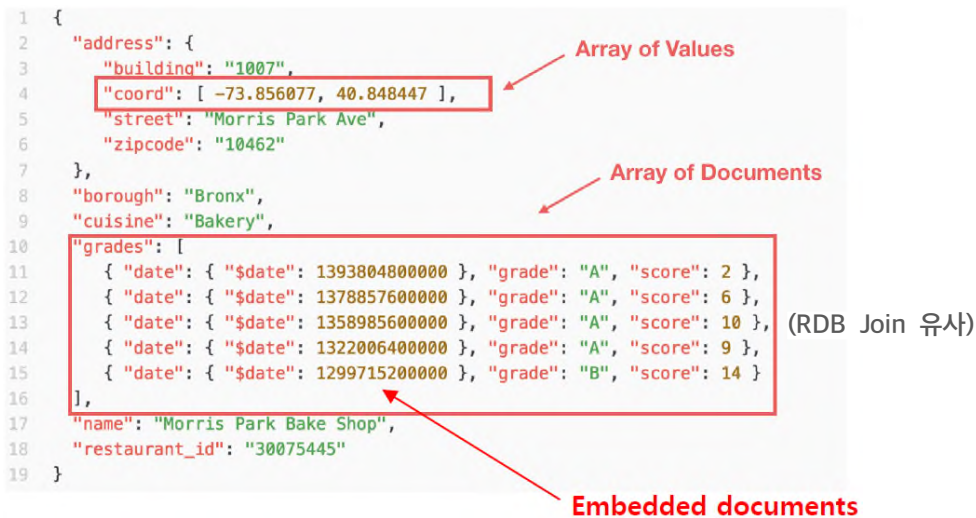 1 {
2 "address": {
3 "building": "1007",
4 "coord": [ -73.856077, 40.848447 ],
5 "street": "Morris Park Ave",
6 "zipcode": "10462"
7 },
8 "borough": "Bronx",
9 "cuisine": "Bakery",
10 "grades": [
11 { "date": { "$date": 1393804800000 }, "grade": "A", "score": 2 },
12 { "date": { "$date": 1378857600000 }, "grade": "A", "score": 6 },
13 { "date": { "$date": 1358985600000 }, "grade": "A", "score": 10 },
14 { "date": { "$date": 1322006400000 }, "grade": "A", "score": 9 },
15 { "date": { "$date": 1299715200000 }, "grade": "B", "score": 14 }
16 ],
17 "name": "Morris Park Bake Shop",
18 "restaurant_id": "30075445"
19 }
Array of Values
Array of Documents
(RDB Join 유사)
Embedded documents